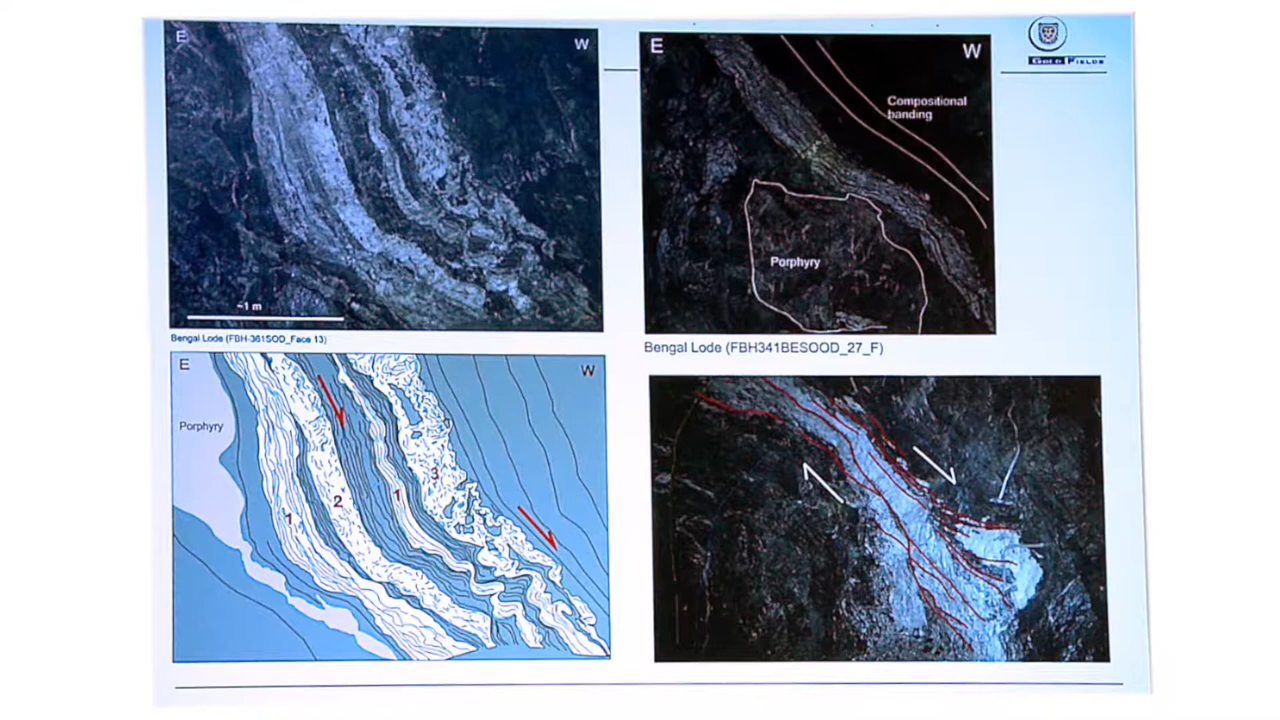 E
W
~1 m
Bengal Lode (FBH-361SOD_Face 13)
E
W
Compositional
banding
Porphyry
Bengal Lode (FBH341BESOOD_27_F)
GOLD FIELDS
E
W
Porphyry
1
2
1
3